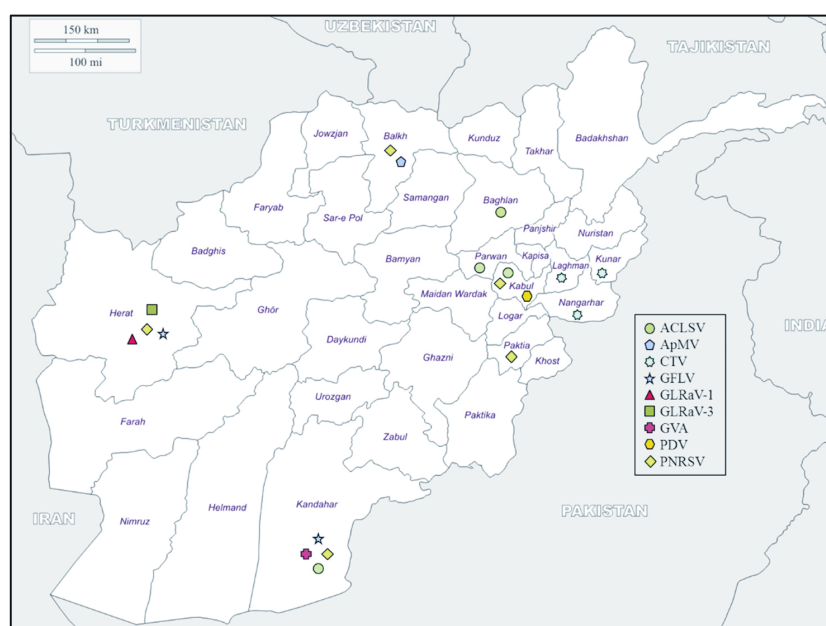 150 km
100 mi
UZBEKISTAN
TAJIKISTAN
TURKMENISTAN
Jowzjan
Balkh
Kunduz
Takhar
Badakhshan
Faryab
Sar-e Pol
Samangan
Baghlan
Panjshir
Nuristan
Badghis
Bamyan
Parwan
Kapisa
Laghman
Kunar
Kabul
Maidan Wardak
Nangarhar
Herat
Ghōr
Logar
Daykundi
Ghazni
Paktia
Khost
INDIA
ACLSV
ApMV
CTV
GFLV
GLRaV-1
GLRaV-3
GVA
PDV
PNRSV
Urozgan
Paktika
Farah
Zabul
Kandahar
Helmand
Nimruz
IRAN
PAKISTAN